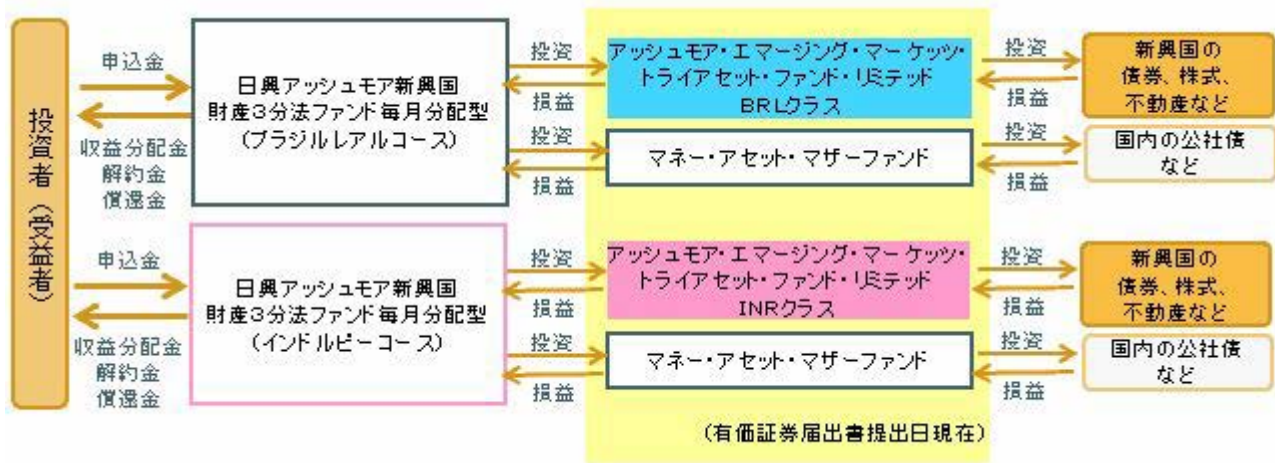 投資者（受益者）
申込金
収益分配金
解約金
償還金
日興アッシュモア新興国
財産3分法ファンド毎月分配型
(ブラジルレアルコース)
投資
損益
投資
損益
アッシュモア・エマージング・マーケッツ・
トライアセット・ファンド・リミテッド
BRLクラス
マネー・アセット・マザーファンド
投資
損益
投資
損益
新興国の
債券、株式、
不動産など
国内の公社債
など
申込金
収益分配金
解約金
償還金
日興アッシュモア新興国
財産3分法ファンド毎月分配型
(インドルピーコース)
投資
損益
投資
損益
アッシュモア・エマージング・マーケッツ・
トライアセット・ファンド・リミテッド
INRクラス
マネー・アセット・マザーファンド
投資
損益
投資
損益
新興国の
債券、株式、
不動産など
国内の公社債
など
(有価証券届出書提出日現在)